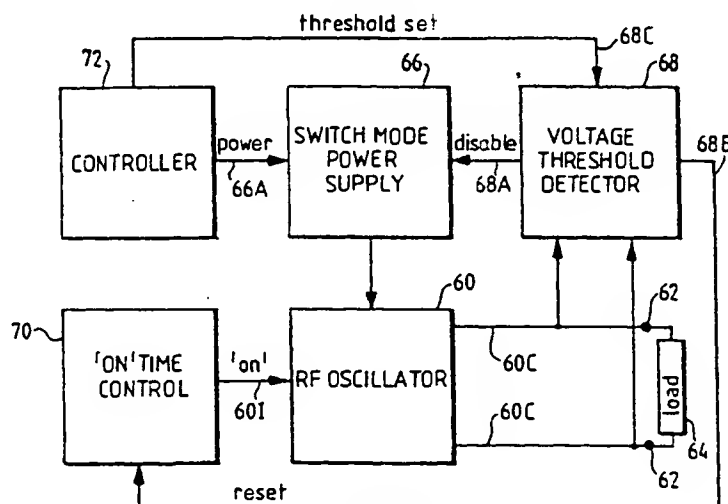 threshold set
68C
72
66
68
CONTROLLER
power
66A
SWITCH MODE
POWER
SUPPLY
disable
68A
VOLTAGE
THRESHOLD
DETECTOR
68B
60
62
70
'ON' TIME
CONTROL
'on'
60I
RF OSCILLATOR
60C
60C
load
64
62
reset